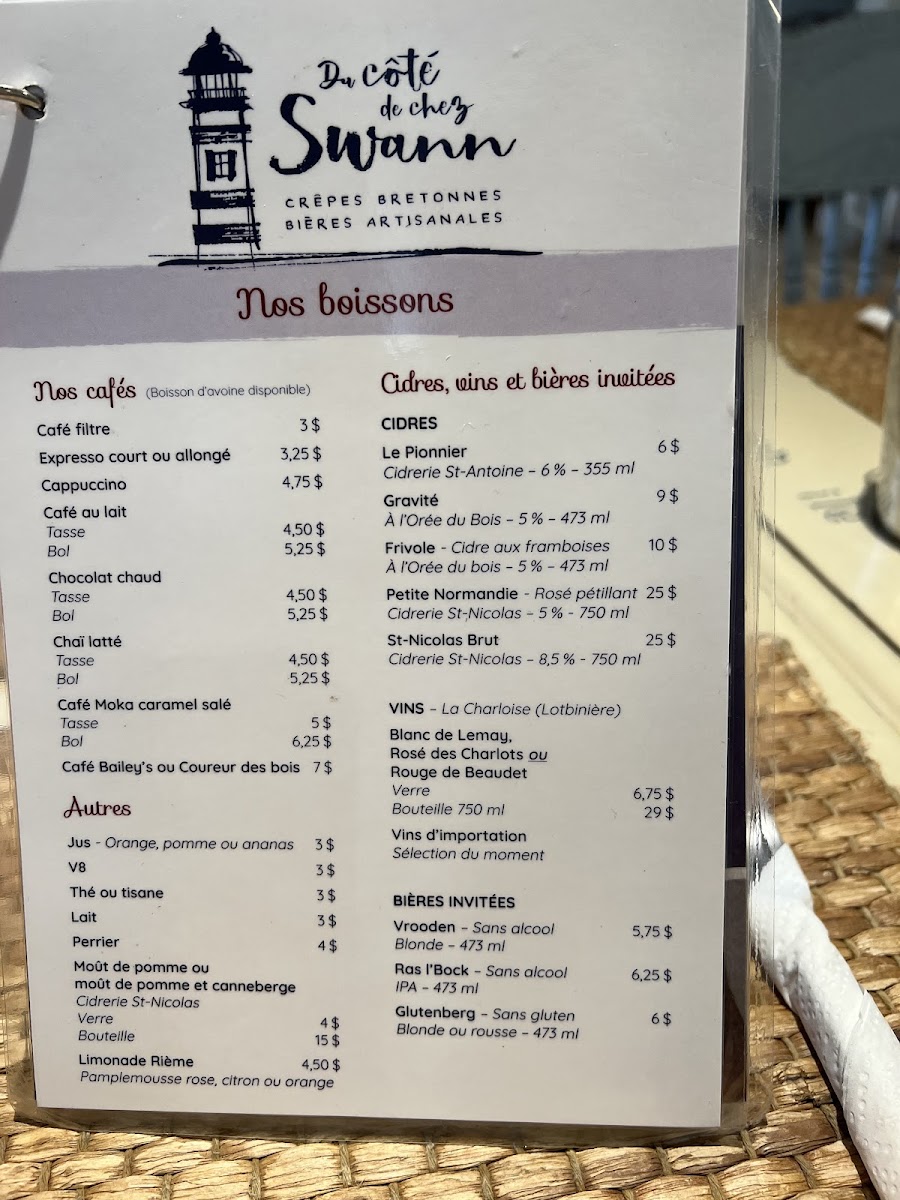 Du côté
de chez
Swann
CRÊPES BRETONNES
BIÈRES ARTISANALES
Nos boissons
Nos cafés (Boisson d'avoine disponible)
Café filtre 3 $
Expresso court ou allongé 3,25 $
Cappuccino 4,75 $
Café au lait
Tasse 4,50 $
Bol 5,25 $
Chocolat chaud
Tasse 4,50 $
Bol 5,25 $
Chaï latté
Tasse 4,50 $
Bol 5,25 $
Café Moka caramel salé
Tasse 5 $
Bol 6,25 $
Café Bailey's ou Coureur des bois 7 $
Autres
Jus - Orange, pomme ou ananas 3 $
V8 3 $
Thé ou tisane 3 $
Lait 3 $
Perrier 4 $
Moût de pomme ou
moût de pomme et canneberge
Cidrerie St-Nicolas
Verre 4 $
Bouteille 15 $
Limonade Rième 4,50 $
Pamplemousse rose, citron ou orange
Cidres, vins et bières invitées
CIDRES
Le Pionnier 6 $
Cidrerie St-Antoine – 6 % – 355 ml
Gravité 9 $
À l'Orée du Bois – 5 % – 473 ml
Frivole - Cidre aux framboises 10 $
À l'Orée du bois – 5 % – 473 ml
Petite Normandie - Rosé pétillant 25 $
Cidrerie St-Nicolas – 5 % - 750 ml
St-Nicolas Brut 25 $
Cidrerie St-Nicolas – 8,5 % - 750 ml
VINS – La Charloise (Lotbinière)
Blanc de Lemay,
Rosé des Charlots ou
Rouge de Beaudet
Verre 6,75 $
Bouteille 750 ml 29 $
Vins d'importation
Sélection du moment
BIÈRES INVITÉES
Vrooden – Sans alcool 5,75 $
Blonde – 473 ml
Ras l'Bock – Sans alcool 6,25 $
IPA – 473 ml
Glutenberg – Sans gluten 6 $
Blonde ou rousse – 473 ml